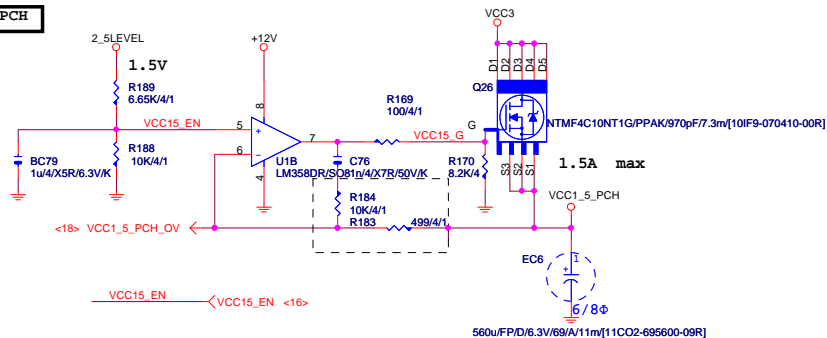 PCH
2_5LEVEL
+12V
VCC3
1.5V
R189
6.65K/4/1
VCC15_EN
5
6
8
4
7
+
-
U1B
LM358DR/SO81n/4/X7R/50V/K
R169
100/4/1
VCC15_G
G
D1
D2
D3
D4
D5
Q26
NTMF4C10NT1G/PPAK/970pF/7.3m/[10IF9-070410-00R]
S3
S2
S1
1.5A max
BC79
1u/4/X5R/6.3V/K
R188
10K/4/1
C76
R170
8.2K/4
R184
10K/4/1
R183
499/4/1
<18> VCC1_5_PCH_OV
VCC1_5_PCH
EC6
1
+
6/8Φ
560u/FP/D/6.3V/69/A/11m/[11CO2-695600-09R]
VCC15_EN
VCC15_EN <16>